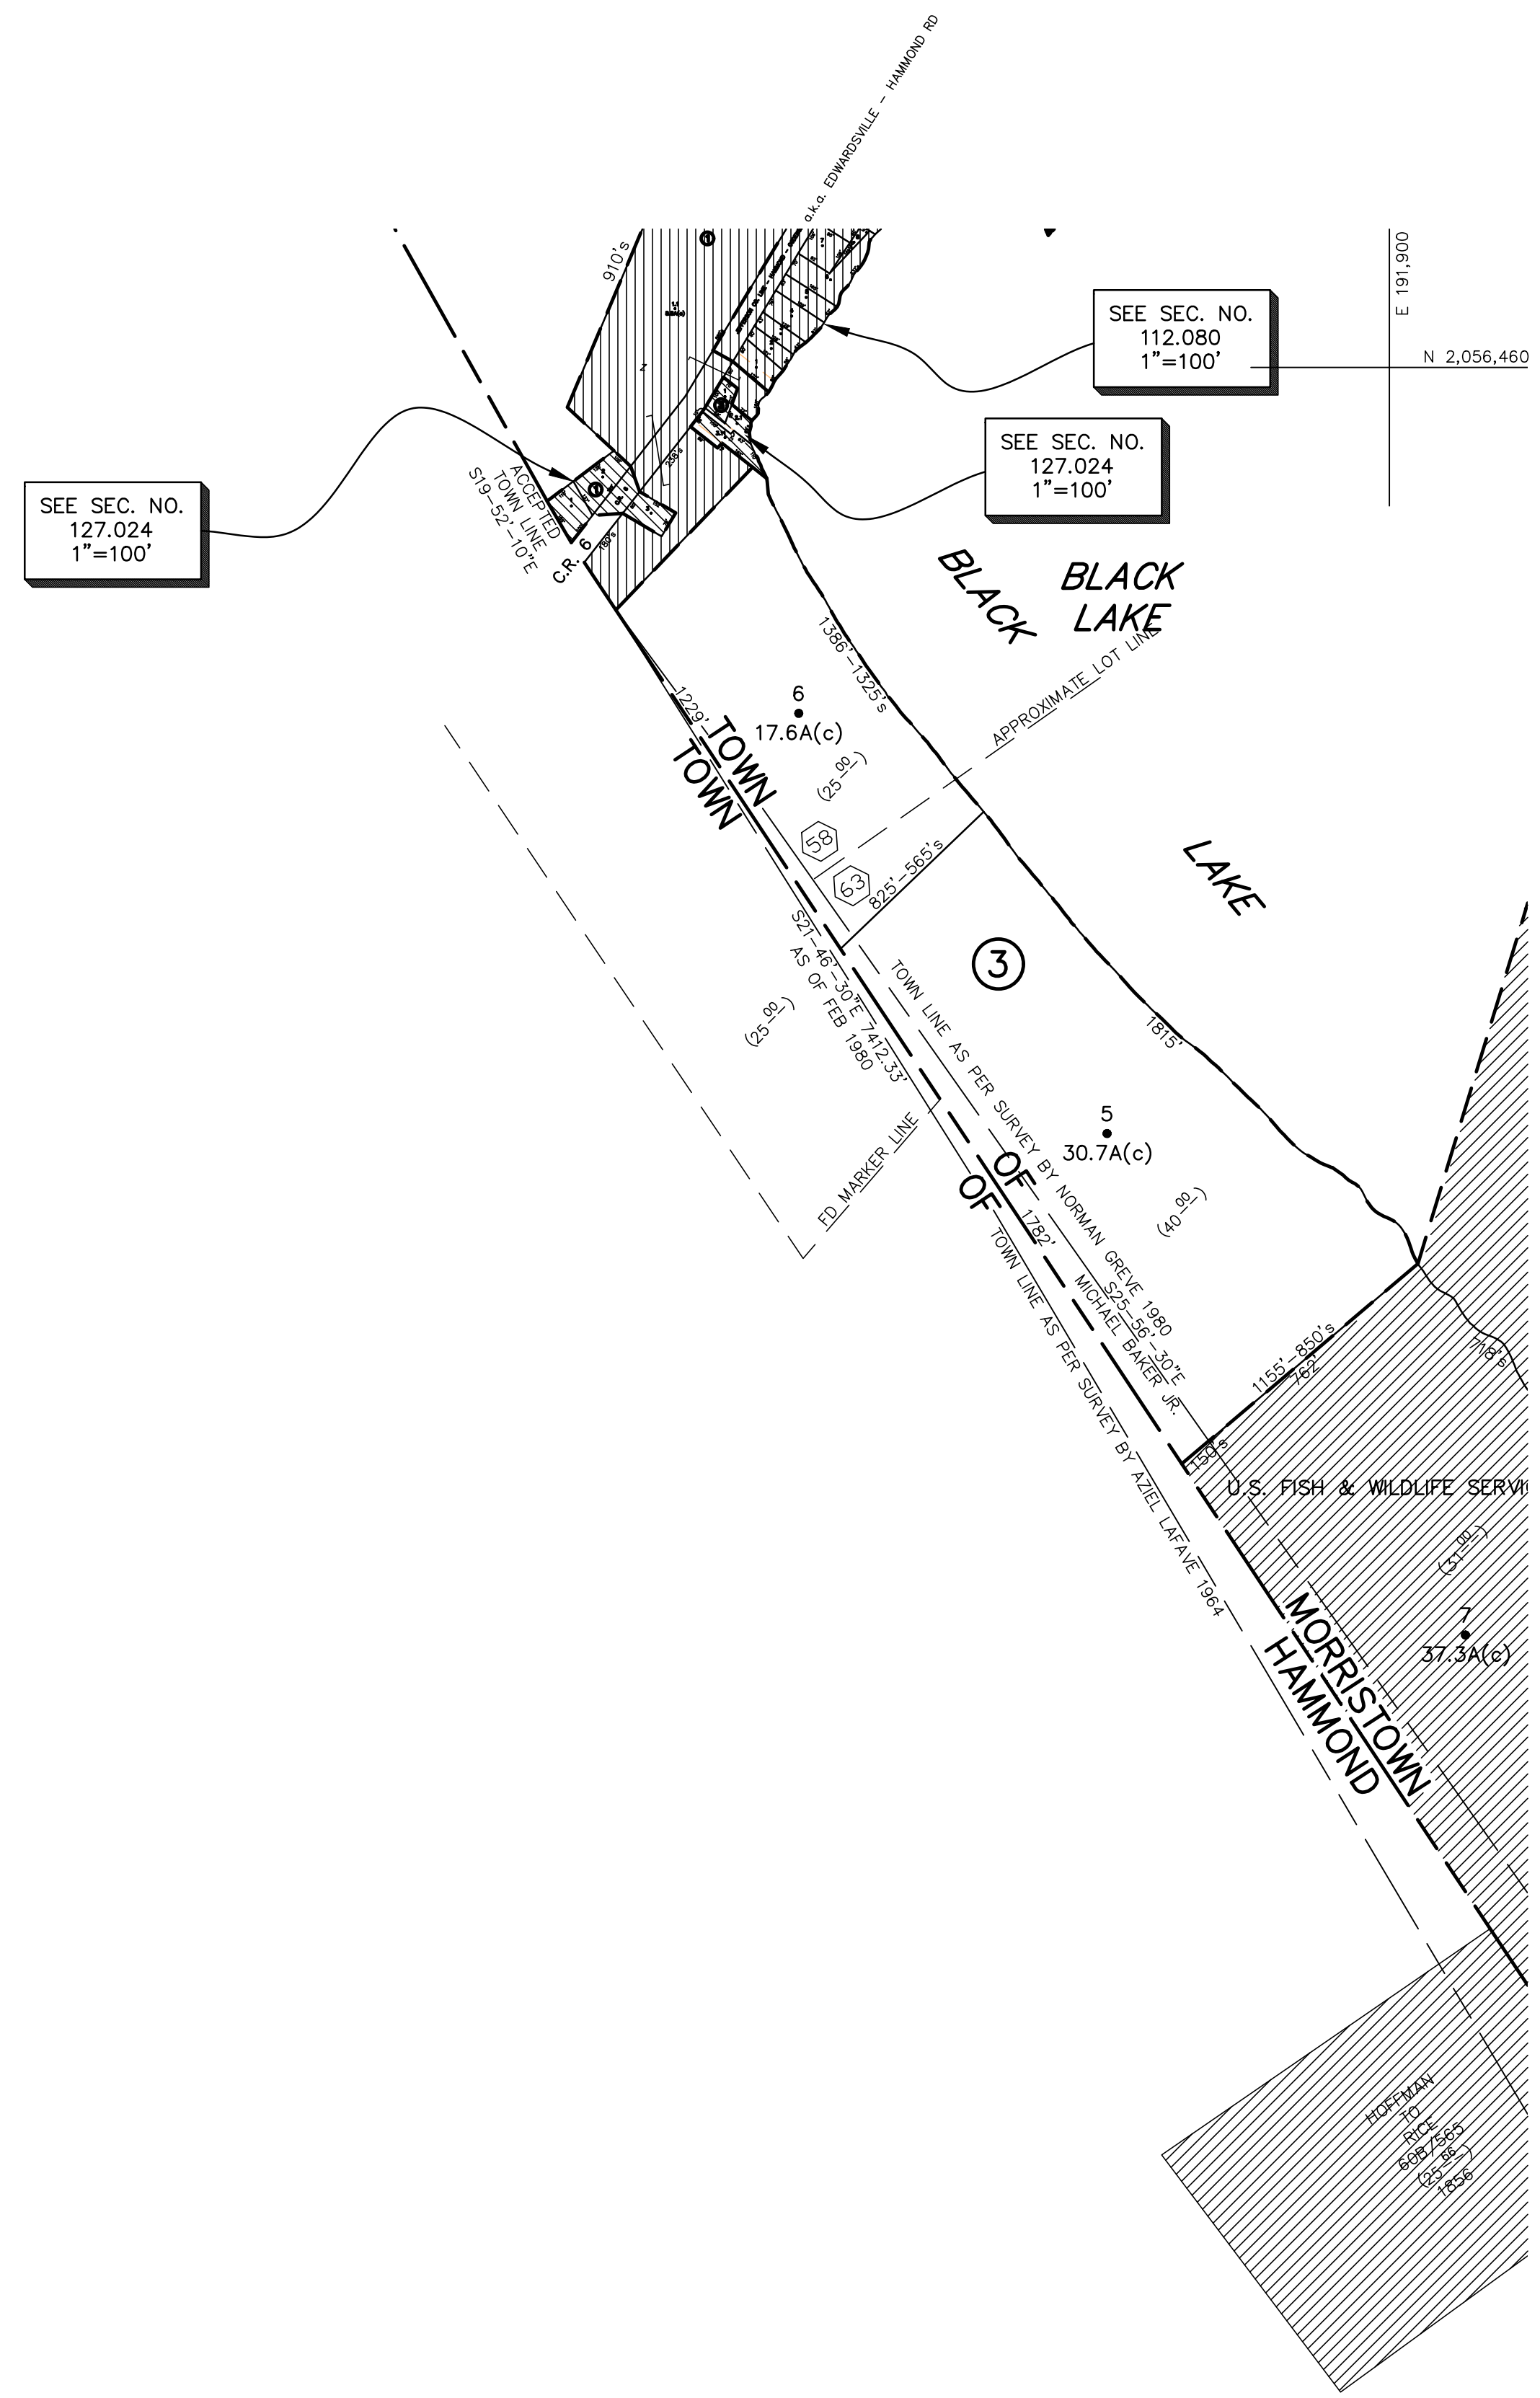 a.k.a. EDWARDSVILLE - HAMMOND RD
910's
1
E 191,900
SEE SEC. NO.
112.080
1"=100'
N 2,056,460
SEE SEC. NO.
127.024
1"=100'
SEE SEC. NO.
127.024
1"=100'
Z
238's
ACCEPTED
TOWN LINE
S19-52'-10"E
C.R. 6
180's
BLACK
BLACK
LAKE
LAKE
1386'-1325's
APPROXIMATE LOT LINE
6
17.6A(c)
(25 00)
1229'
TOWN
TOWN
58
63
825'-565's
3
S21-46'-30"E 7412.33'
AS OF FEB 1980
(25 00)
TOWN LINE AS PER SURVEY BY NORMAN GREVE 1980
S25-56'-30"E
MICHAEL BAKER JR.
1815'
5
30.7A(c)
(40 00)
FD MARKER LINE
OF
OF
1782'
TOWN LINE AS PER SURVEY BY AZIEL LAFAVE 1964
1155'-850's
762'
718's
150's
U.S. FISH & WILDLIFE SERVI
(31 00)
7
37.3A(c)
MORRISTOWN
HAMMOND
HOFFMAN
TO
RICE
60B/565
(25 66)
1856